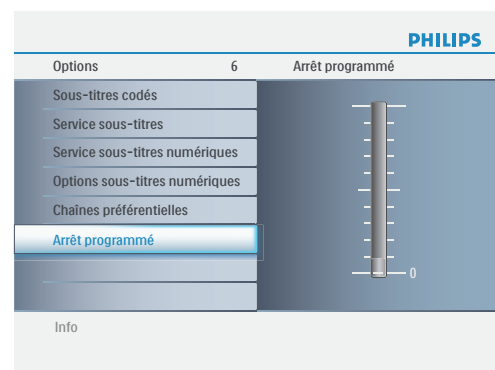 PHILIPS
Options 6 Arrêt programmé
Sous-titres codés
Service sous-titres
Service sous-titres numériques
Options sous-titres numériques
Chaînes préférentielles
Arrêt programmé
0
Info